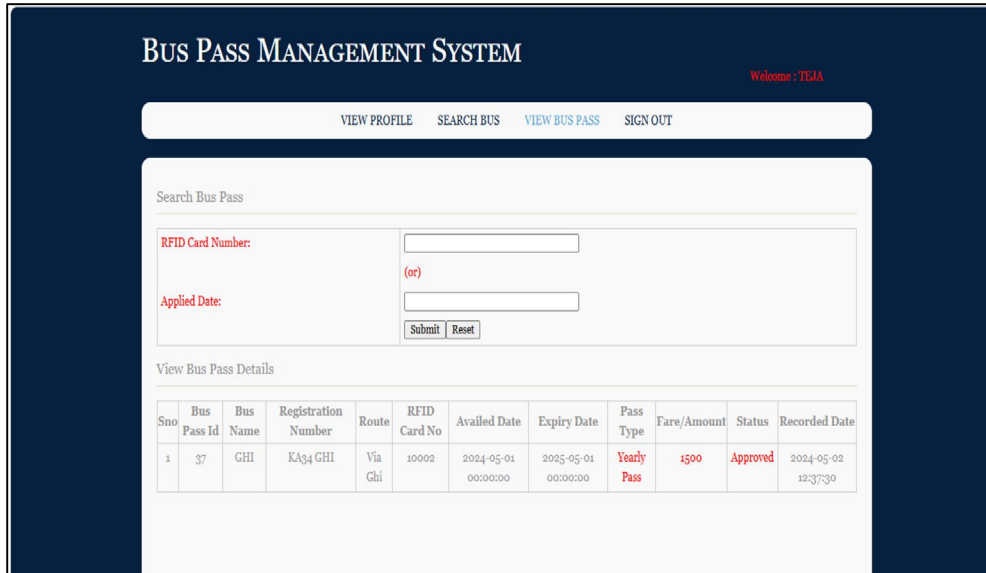 BUS PASS MANAGEMENT SYSTEM
Welcome : TEJA
VIEW PROFILE SEARCH BUS VIEW BUS PASS SIGN OUT
Search Bus Pass
RFID Card Number:
(or)
Applied Date:
Submit Reset
View Bus Pass Details
Sno Bus Pass Id Bus Name Registration Number Route RFID Card No Availed Date Expiry Date Pass Type Fare/Amount Status Recorded Date
1 37 GHI KA34 GHI Via Ghi 10002 2024-05-01 00:00:00 2025-05-01 00:00:00 Yearly Pass 1500 Approved 2024-05-02 12:37:30